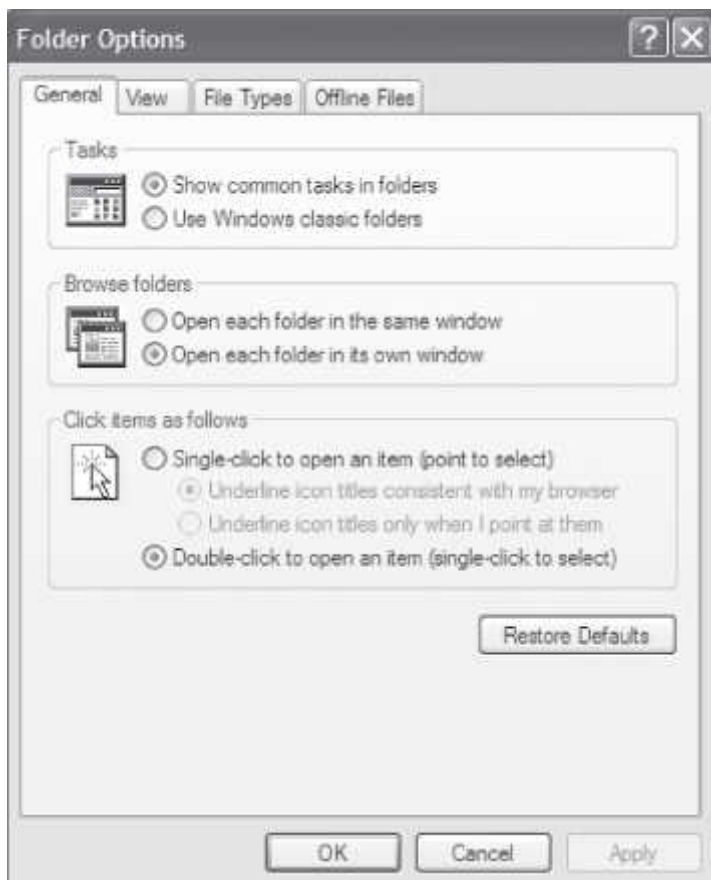 Folder Options
General View File Types Offline Files
Tasks
Show common tasks in folders
Use Windows classic folders
Browse folders
Open each folder in the same window
Open each folder in its own window
Click items as follows
Single-click to open an item (point to select)
Underline icon titles consistent with my browser
Underline icon titles only when I point at them
Double-click to open an item (single-click to select)
Restore Defaults
OK Cancel Apply